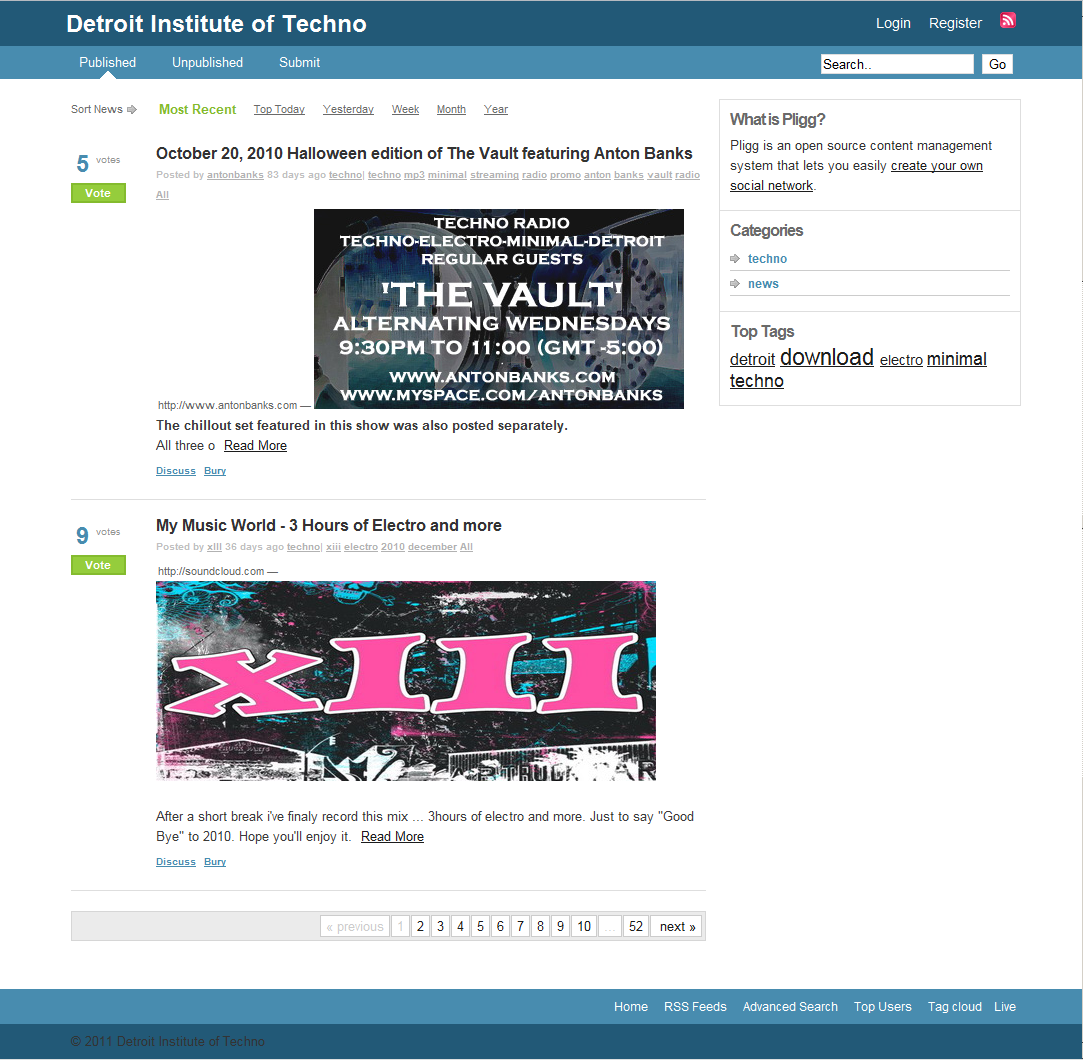 Detroit Institute of Techno
Login Register
Published Unpublished Submit
Search.. Go
Sort News Most Recent Top Today Yesterday Week Month Year
5 votes
Vote
October 20, 2010 Halloween edition of The Vault featuring Anton Banks
Posted by antonbanks 83 days ago techno| techno mp3 minimal streaming radio promo anton banks vault radio
All
TECHNO RADIO
TECHNO-ELECTRO-MINIMAL-DETROIT
REGULAR GUESTS
'THE VAULT'
ALTERNATING WEDNESDAYS
9:30PM TO 11:00 (GMT -5:00)
WWW.ANTONBANKS.COM
WWW.MYSPACE.COM/ANTONBANKS
http://www.antonbanks.com —
The chillout set featured in this show was also posted separately.
All three o Read More
Discuss Bury
9 votes
Vote
My Music World - 3 Hours of Electro and more
Posted by xIII 36 days ago techno| xiii electro 2010 december All
http://soundcloud.com —
XIII
After a short break i've finaly record this mix ... 3hours of electro and more. Just to say "Good
Bye" to 2010. Hope you'll enjoy it. Read More
Discuss Bury
« previous 1 2 3 4 5 6 7 8 9 10 ... 52 next »
What is Pligg?
Pligg is an open source content management
system that lets you easily create your own
social network.
Categories
techno
news
Top Tags
detroit download electro minimal
techno
Home RSS Feeds Advanced Search Top Users Tag cloud Live
© 2011 Detroit Institute of Techno